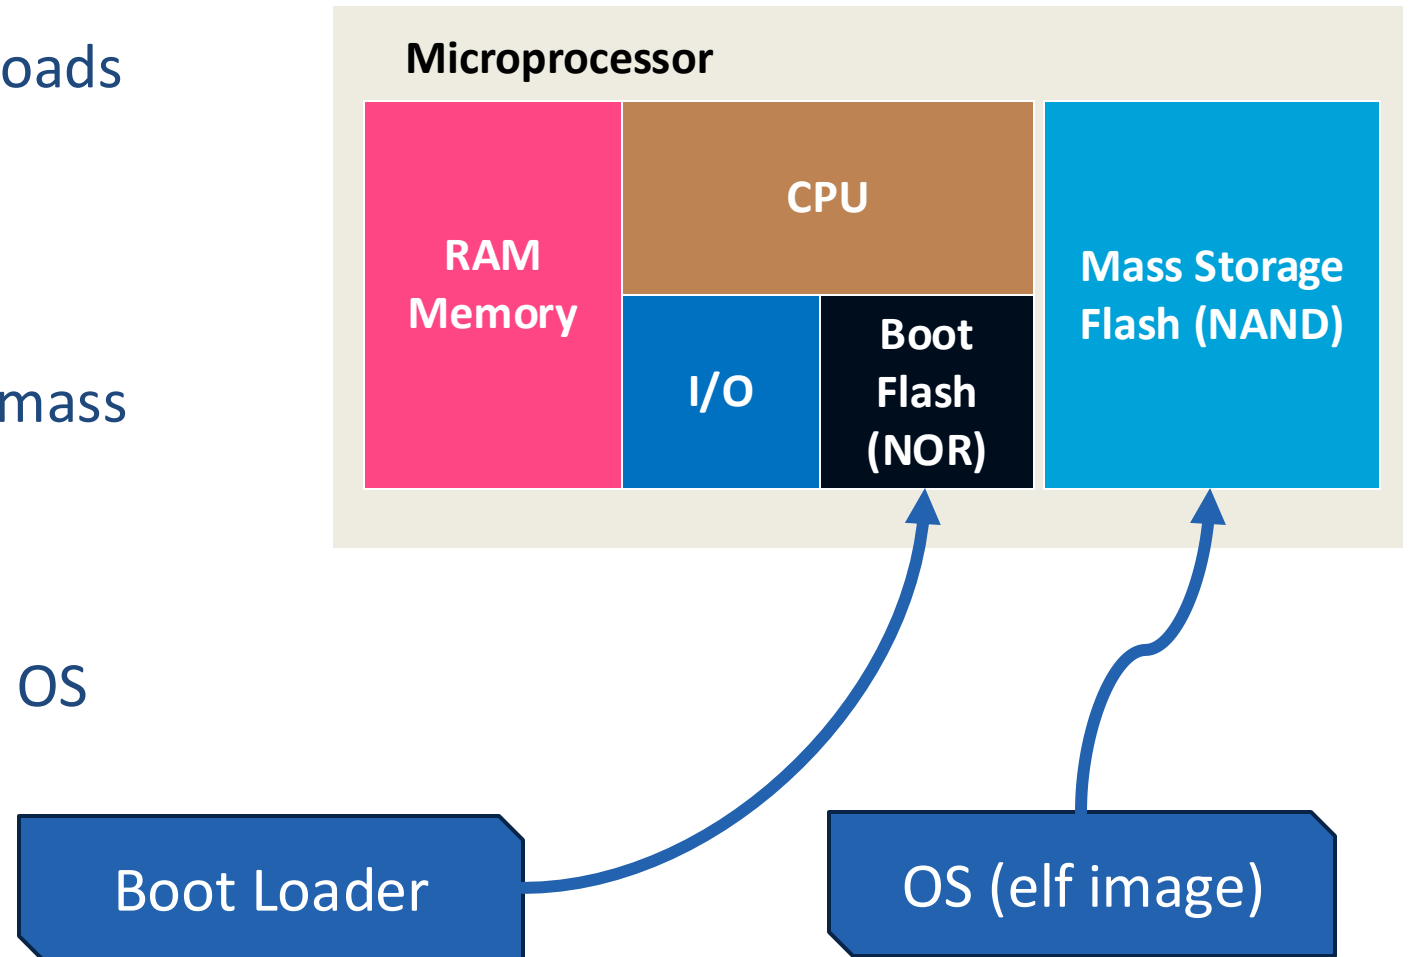 oads
mass
OS
Microprocessor
RAM
Memory
CPU
I/O
Boot
Flash
(NOR)
Mass Storage
Flash (NAND)
Boot Loader
OS (elf image)